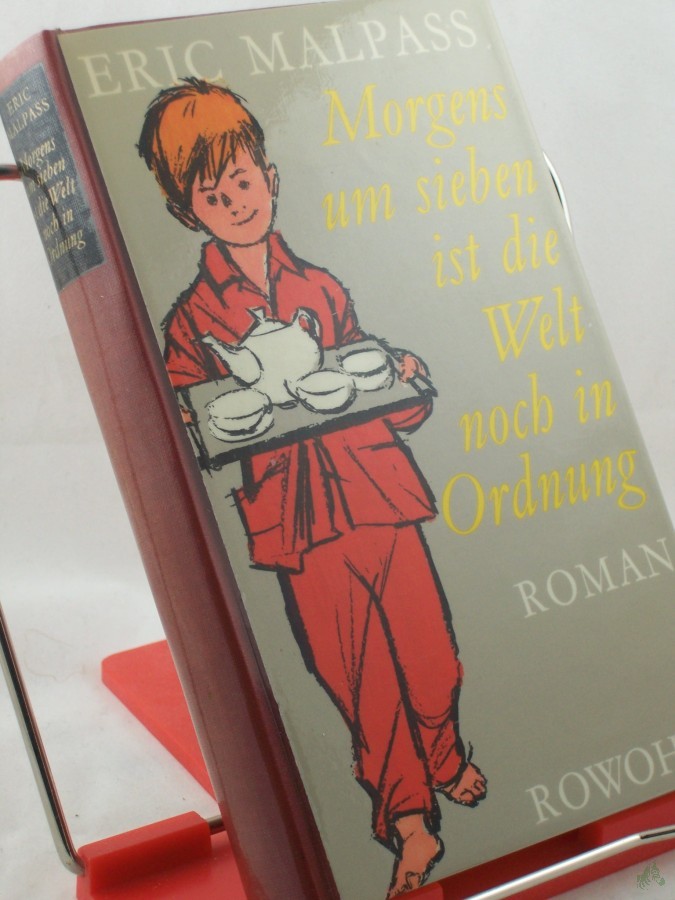 ERIC MALPASS
Morgens
um sieben
ist die
Welt
noch in
Ordnung
ROMAN
ROWOH
ERIC
MALPASS
Morgens
um sieben
ist die Welt
noch in
Ordnung